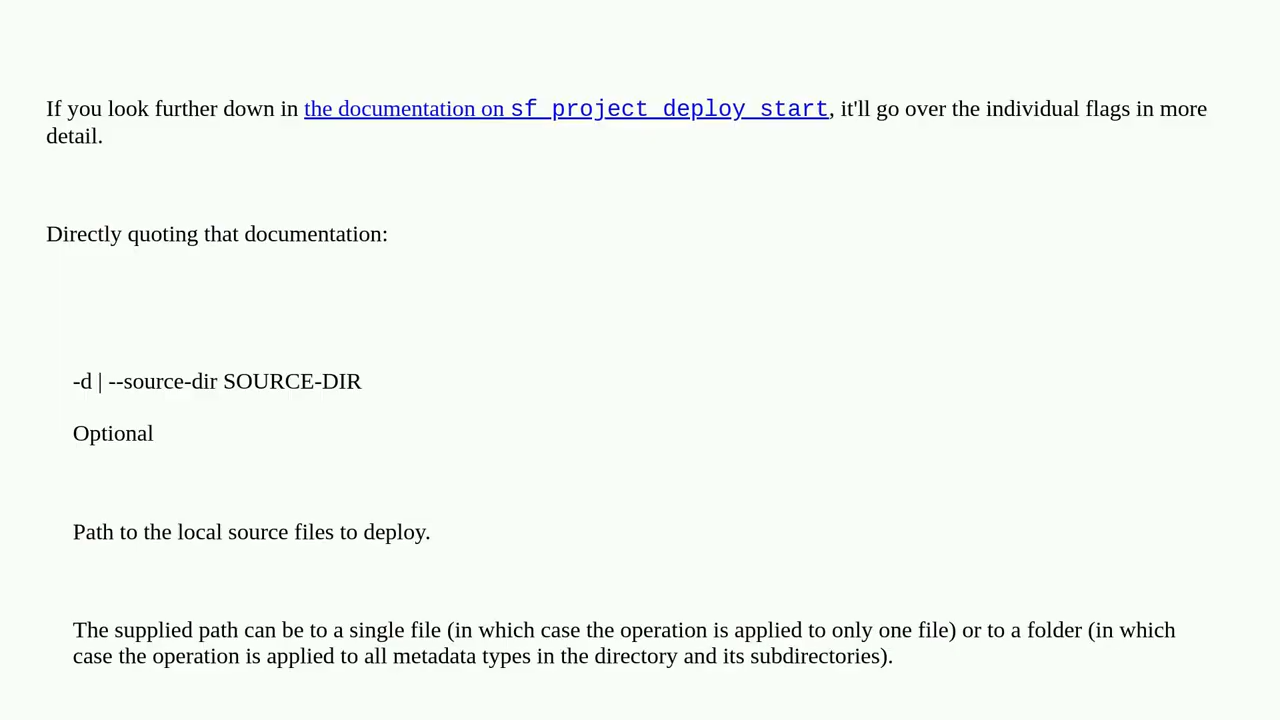 If you look further down in the documentation on sf project deploy start, it'll go over the individual flags in more
detail.
Directly quoting that documentation:
-d | --source-dir SOURCE-DIR
Optional
Path to the local source files to deploy.
The supplied path can be to a single file (in which case the operation is applied to only one file) or to a folder (in which
case the operation is applied to all metadata types in the directory and its subdirectories).